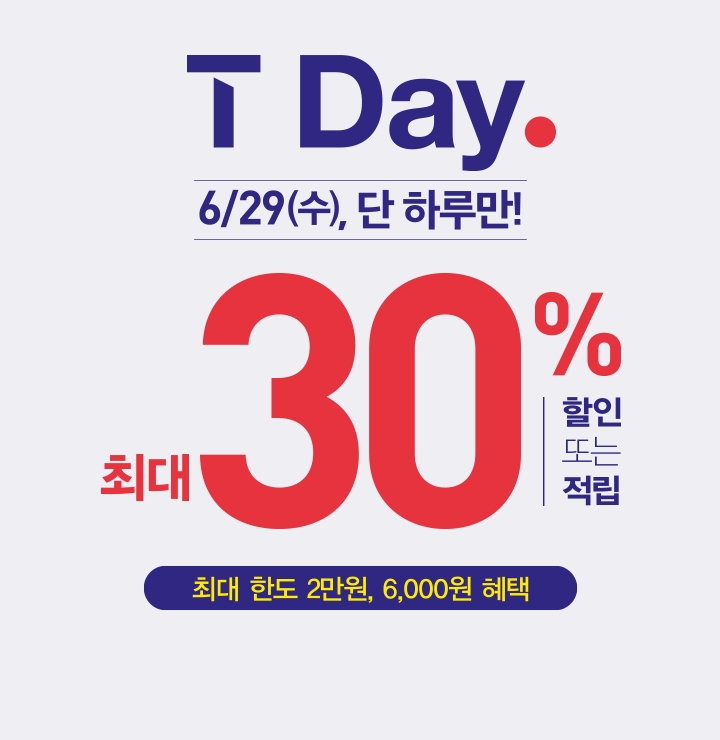 T Day.
6/29(수), 단 하루만!
최대 30%
할인
또는
적립
최대 한도 2만원, 6,000원 혜택